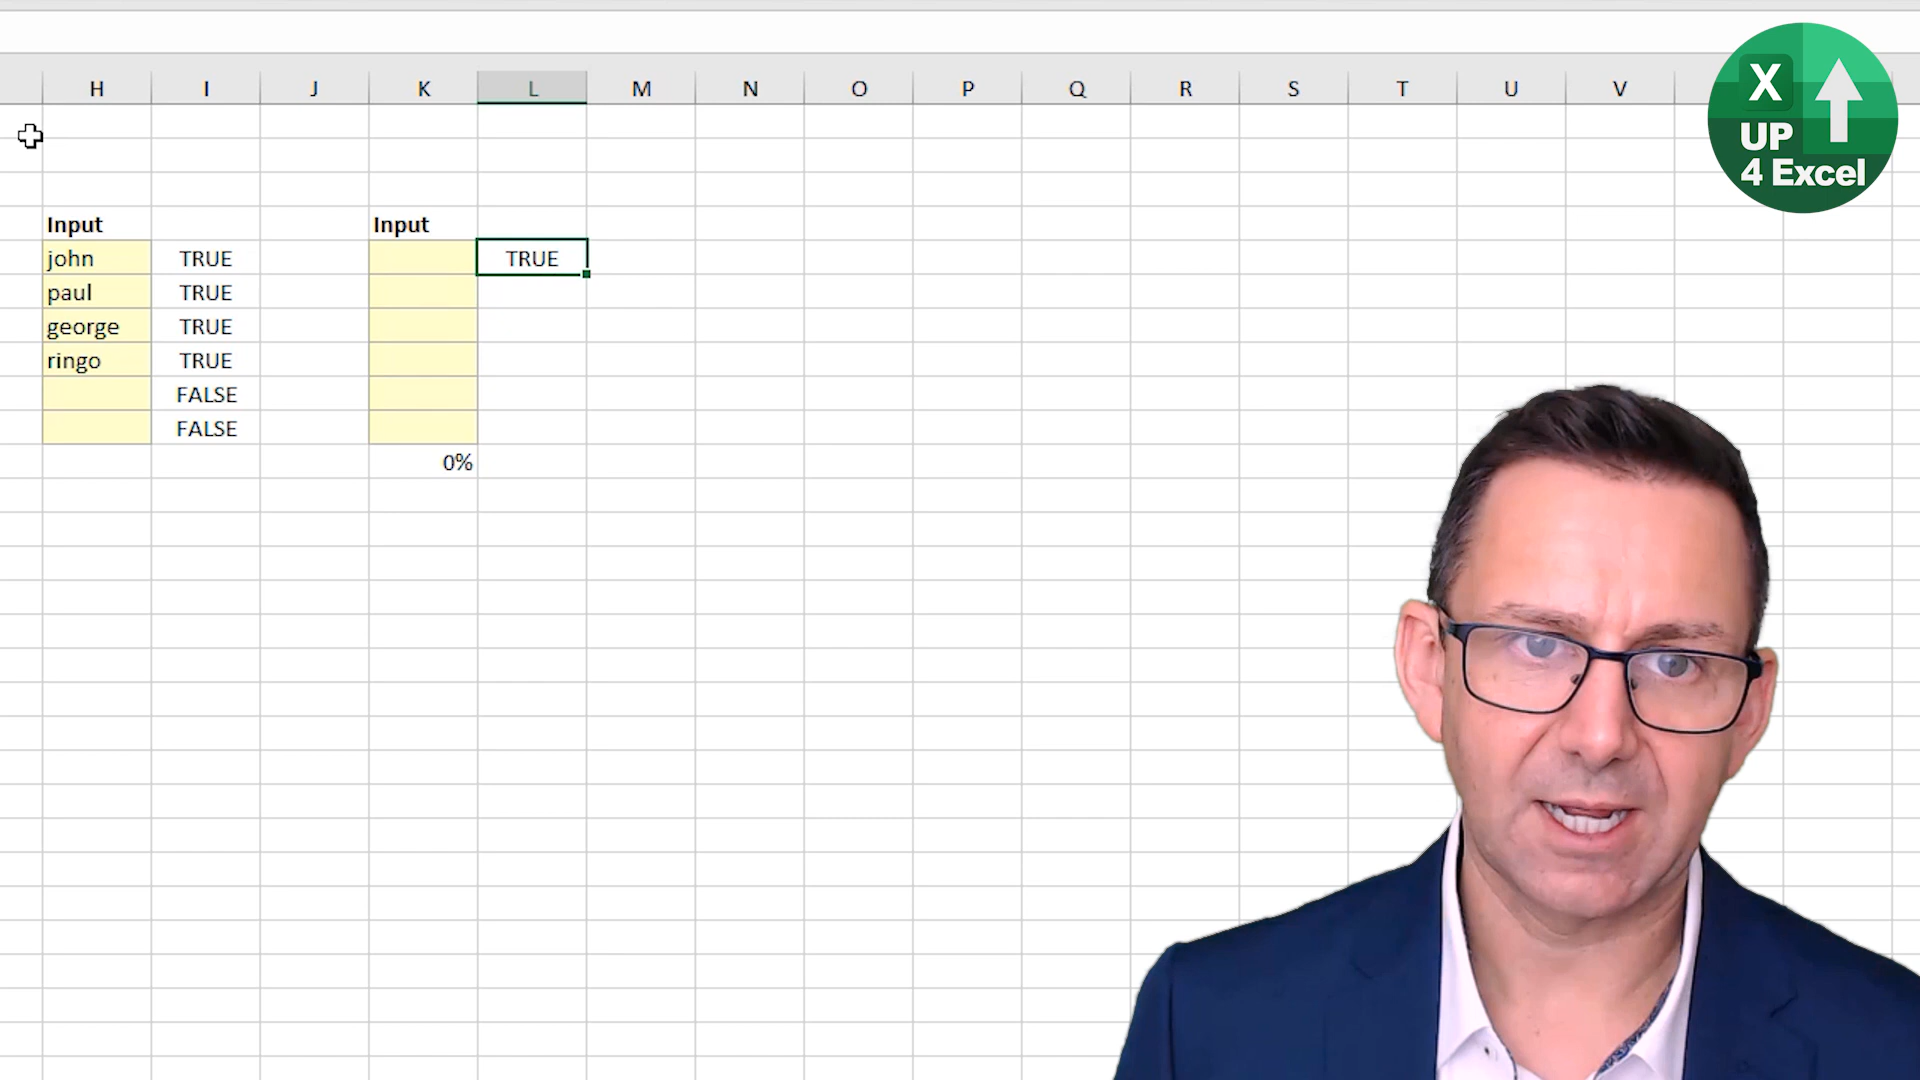 H I J K L M N O P Q R S T U V
X
UP
4 Excel
Input Input
john TRUE TRUE
paul TRUE
george TRUE
ringo TRUE
FALSE
FALSE
0%